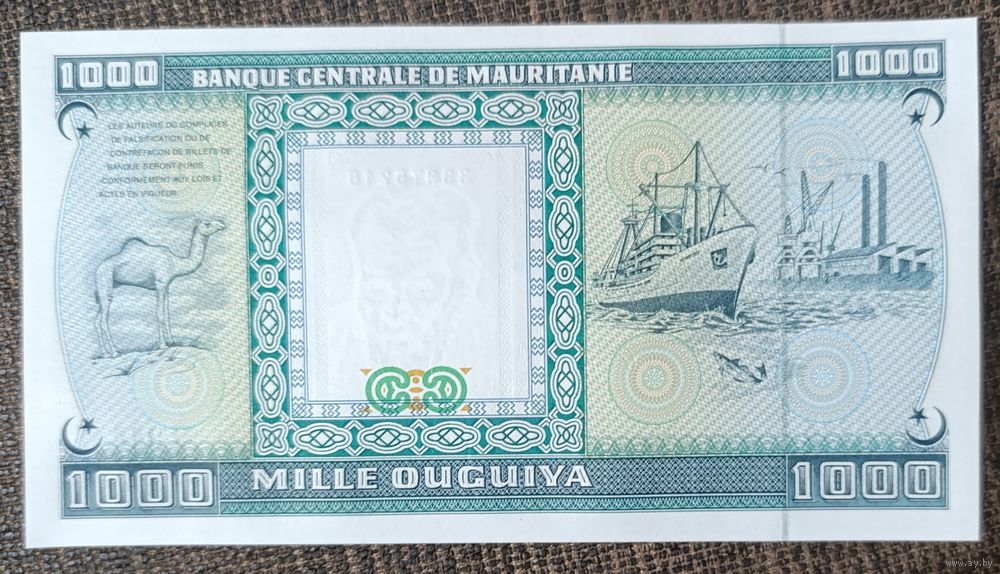 1000
BANQUE CENTRALE DE MAURITANIE
1000
LES AUTEURS OU COMPLICES
DE FALSIFICATION OU DE
CONTREFAÇON DE BILLETS DE
BANQUE SERONT PUNIS
CONFORMEMENT AUX LOIS ET
ACTES EN VIGUEUR.
1000
MILLE OUGUIYA
1000
www.ay.by